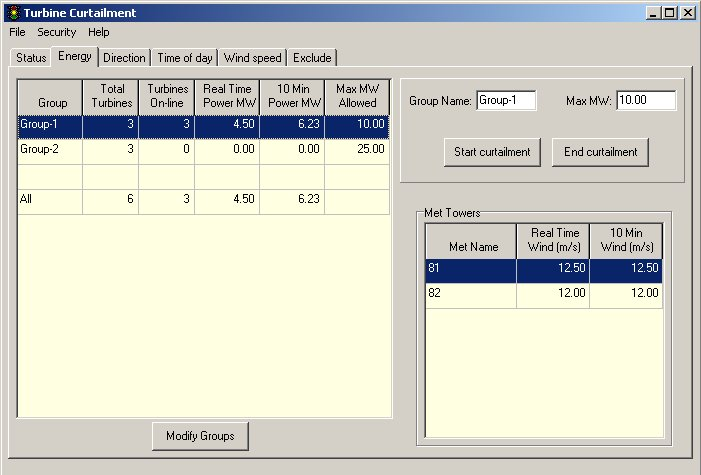 Turbine Curtailment
File Security Help
Status Energy Direction Time of day Wind speed Exclude
Group Total Turbines Turbines On-line Real Time Power MW 10 Min Power MW Max MW Allowed
Group-1 3 3 4.50 6.23 10.00
Group-2 3 0 0.00 0.00 25.00
All 6 3 4.50 6.23
Modify Groups
Group Name: Group-1 Max MW: 10.00
Start curtailment End curtailment
Met Towers
Met Name Real Time Wind (m/s) 10 Min Wind (m/s)
81 12.50 12.50
82 12.00 12.00